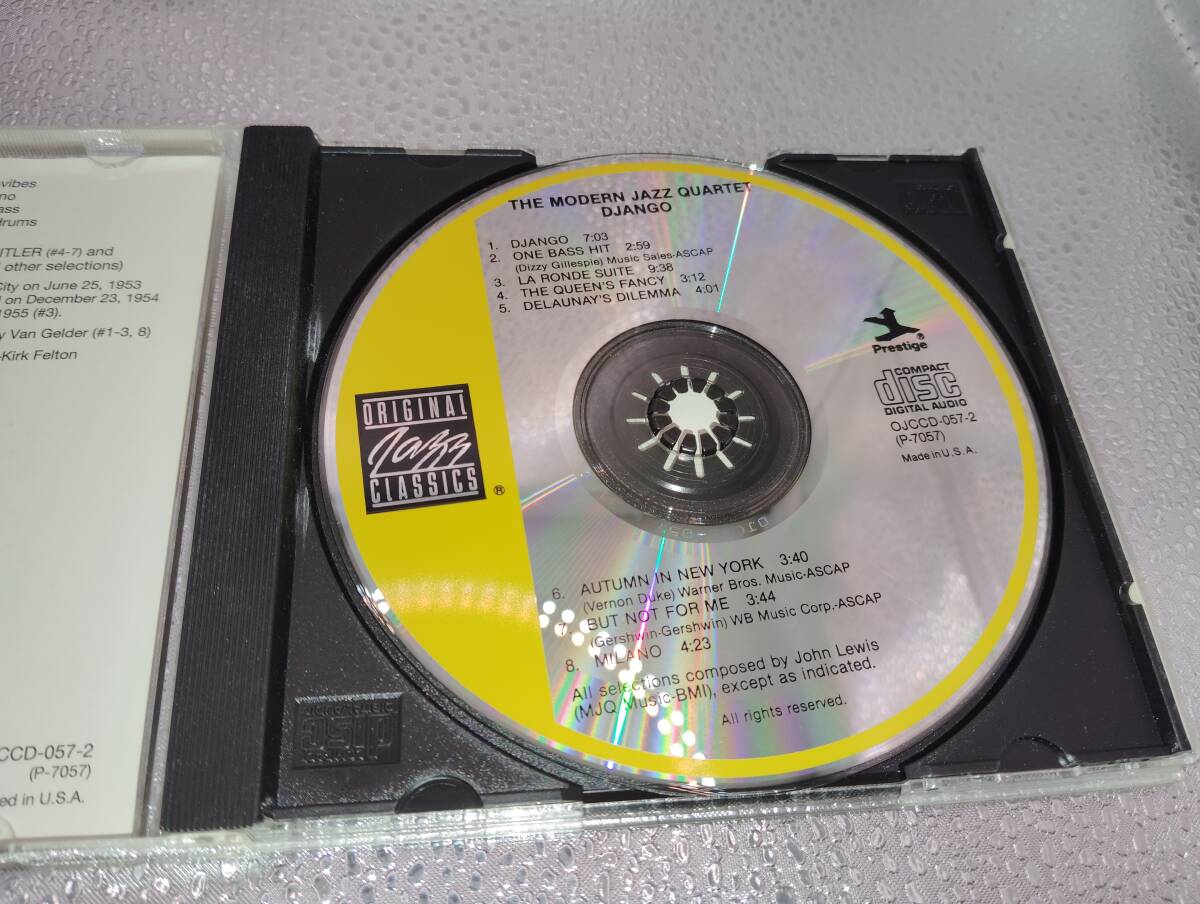 vibes
no
ass
drums
ITLER (#4-7) and
other selections)
City on June 25, 1953
on December 23, 1954
1955 (#3).
y Van Gelder (#1-3, 8)
-Kirk Felton
CCD-057-2
(P-7057)
ed in U.S.A.
THE MODERN JAZZ QUARTET
DJANGO
1. DJANGO 7:03
2. ONE BASS HIT 2:59
(Dizzy Gillespie) Music Sales-ASCAP
3. LA RONDE SUITE 9:38
4. THE QUEEN'S FANCY 3:12
5. DELAUNAY'S DILEMMA 4:01
Prestige®
COMPACT
disc
DIGITAL AUDIO
OJCCD-057-2
(P-7057)
Made in U.S.A.
ORIGINAL
Jazz
CLASSICS ®
6. AUTUMN IN NEW YORK 3:40
(Vernon Duke) Warner Bros. Music-ASCAP
7. BUT NOT FOR ME 3:44
(Gershwin-Gershwin) WB Music Corp.-ASCAP
8. MILANO 4:23
All selections composed by John Lewis
(MJQ Music-BMI), except as indicated.
All rights reserved.
disc